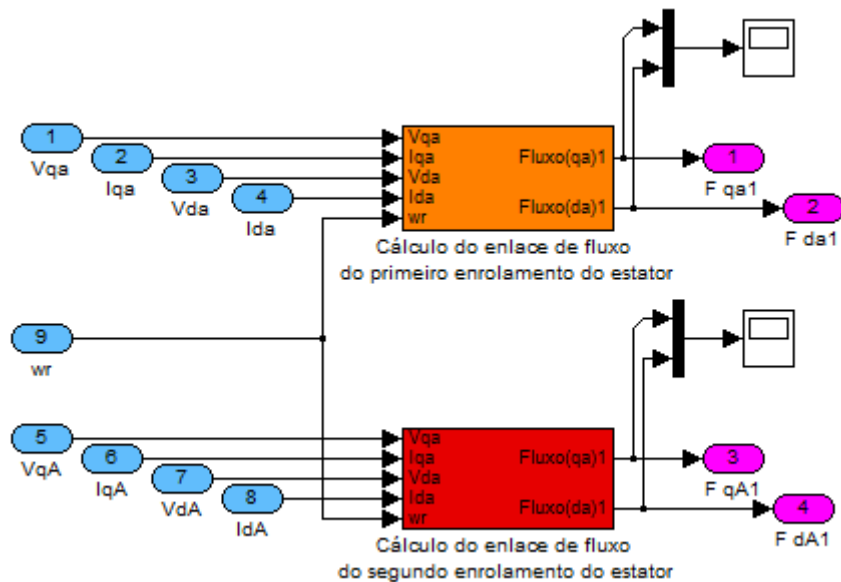 1
Vqa
2
Iqa
3
Vda
4
Ida
Vqa
Iqa
Vda
Ida
wr
Fluxo(qa)1
Fluxo(da)1
1
F qa1
2
F da1
Cálculo do enlace de fluxo
do primeiro enrolamento do estator
9
wr
5
VqA
6
IqA
7
VdA
8
IdA
Vqa
Iqa
Vda
Ida
wr
Fluxo(qa)1
Fluxo(da)1
3
F qA1
4
F dA1
Cálculo do enlace de fluxo
do segundo enrolamento do estator